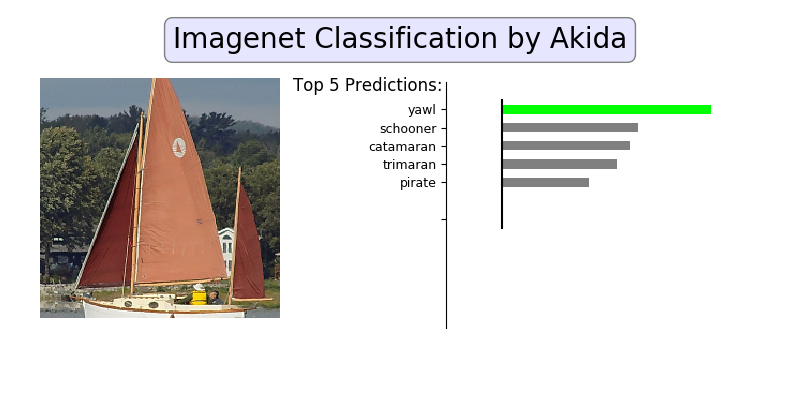 Imagenet Classification by Akida
Top 5 Predictions:
yawl
schooner
catamaran
trimaran
pirate